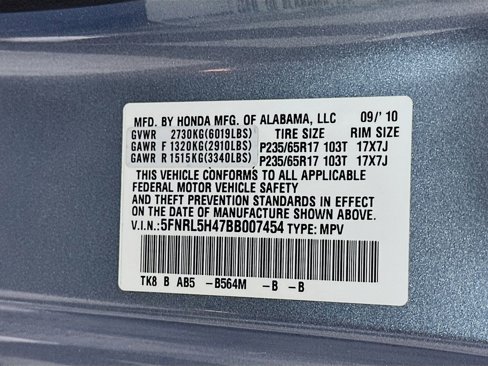 MFD. BY HONDA MFG. OF ALABAMA, LLC 09/' 10
GVWR 2730KG(6019LBS) TIRE SIZE RIM SIZE
GAWR F 1320KG(2910LBS) P235/65R17 103T 17X7J
GAWR R 1515KG(3340LBS) P235/65R17 103T 17X7J
THIS VEHICLE CONFORMS TO ALL APPLICABLE
FEDERAL MOTOR VEHICLE SAFETY
AND THEFT PREVENTION STANDARDS IN EFFECT
ON THE DATE OF MANUFACTURE SHOWN ABOVE.
V.I.N.: 5FNRL5H47BB007454 TYPE: MPV
TK8 B AB5 -B564M -B -B